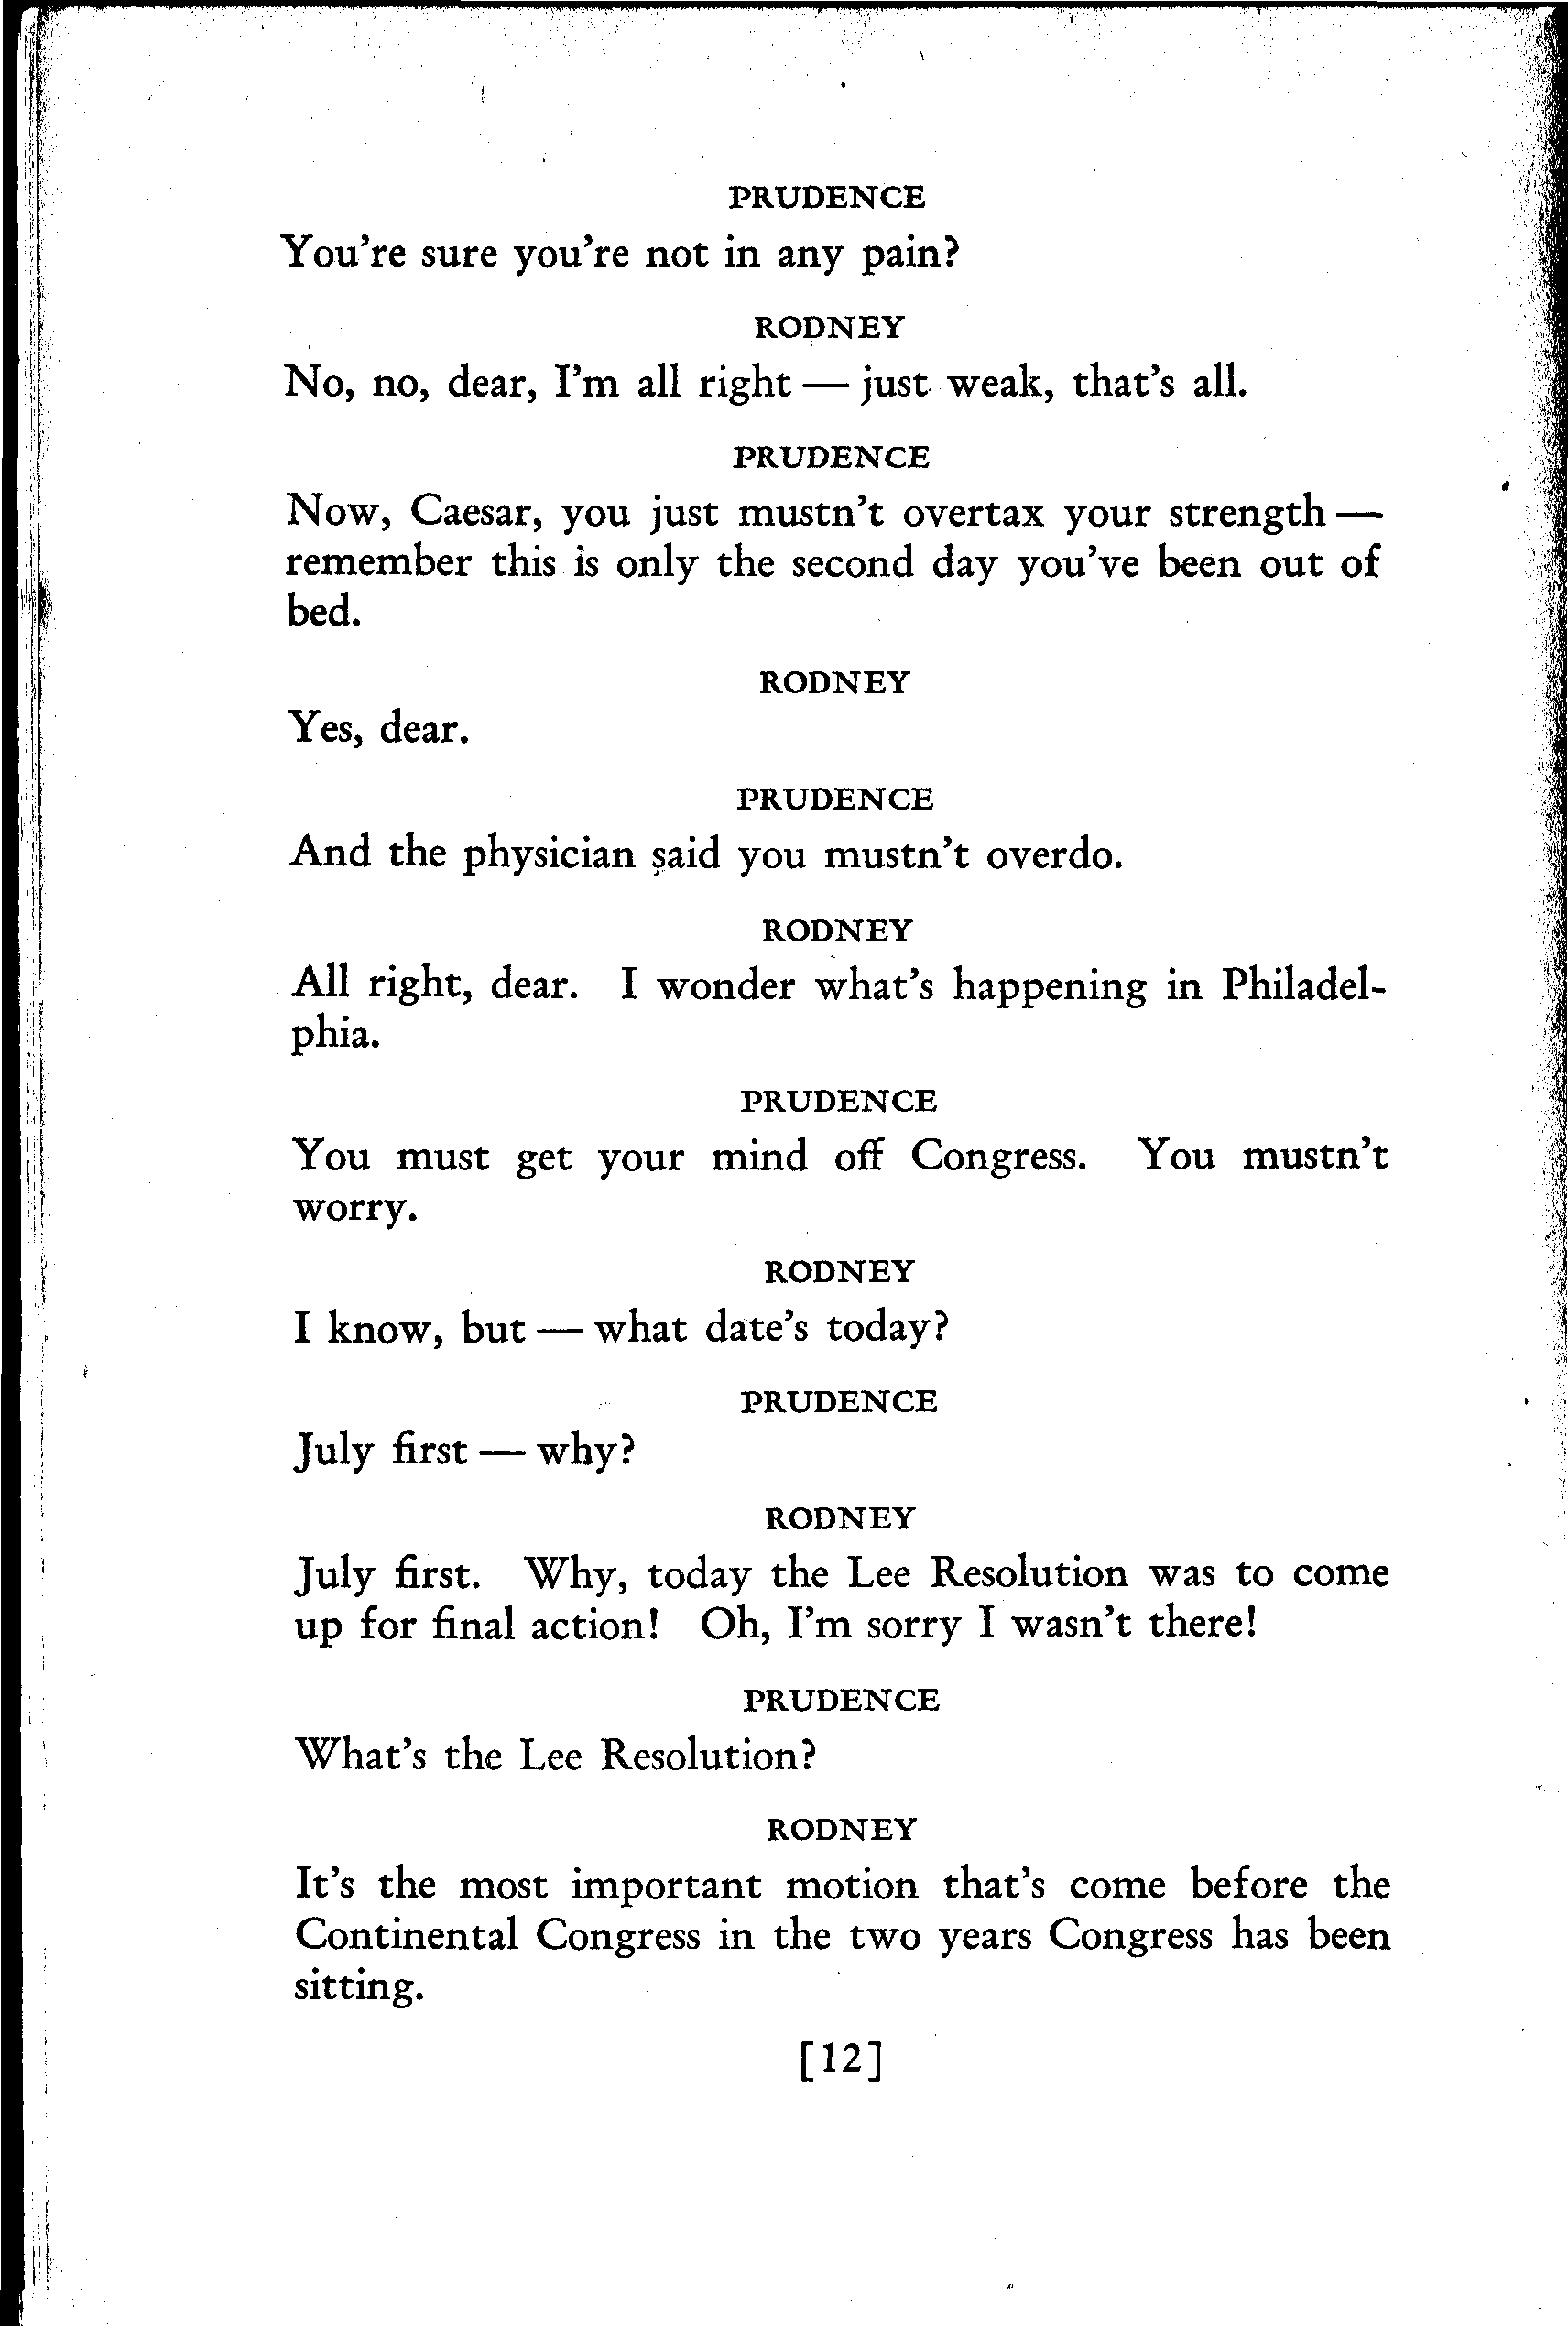 PRUDENCE
You're sure you're not in any pain?
RODNEY
No, no, dear, I'm all right — just weak, that's all.
PRUDENCE
Now, Caesar, you just mustn't overtax your strength —
remember this is only the second day you've been out of
bed.
RODNEY
Yes, dear.
PRUDENCE
And the physician said you mustn't overdo.
RODNEY
All right, dear. I wonder what's happening in Philadel-
phia.
PRUDENCE
You must get your mind off Congress. You mustn't
worry.
RODNEY
I know, but — what date's today?
PRUDENCE
July first — why?
RODNEY
July first. Why, today the Lee Resolution was to come
up for final action! Oh, I'm sorry I wasn't there!
PRUDENCE
What's the Lee Resolution?
RODNEY
It's the most important motion that's come before the
Continental Congress in the two years Congress has been
sitting.
[12]